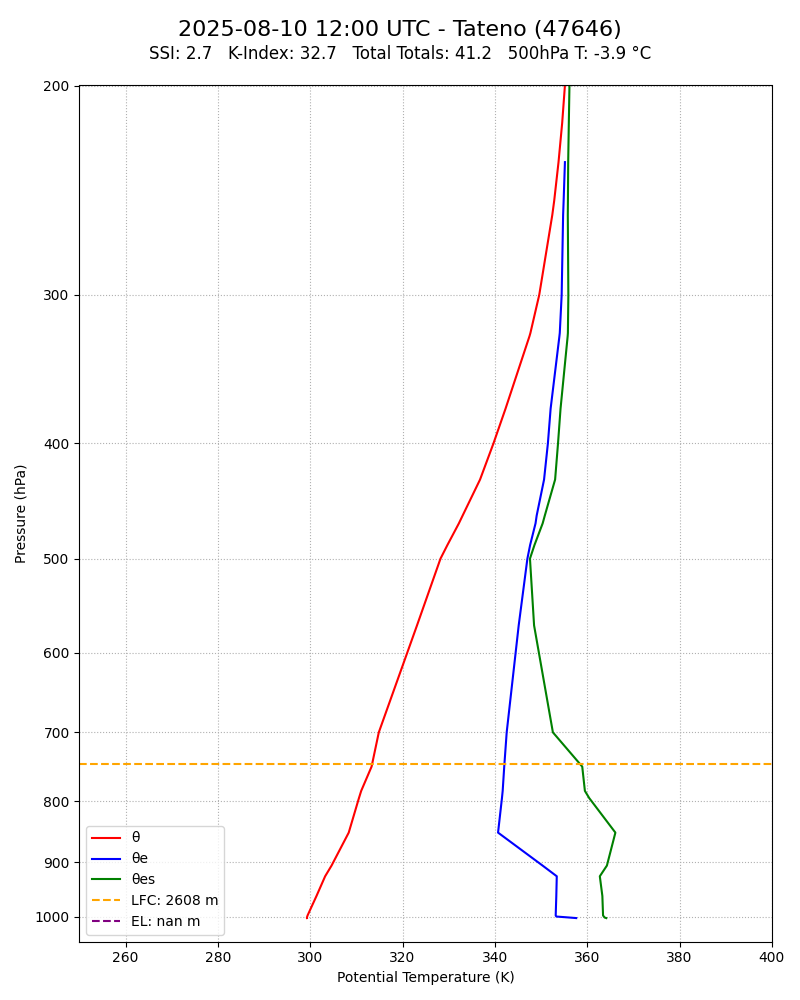 2025-08-10 12:00 UTC - Tateno (47646)
SSI: 2.7   K-Index: 32.7   Total Totals: 41.2   500hPa T: -3.9 °C
200
300
400
500
600
700
800
900
1000
Pressure (hPa)
θ
θe
θes
LFC: 2608 m
EL: nan m
260 280 300 320 340 360 380 400
Potential Temperature (K)